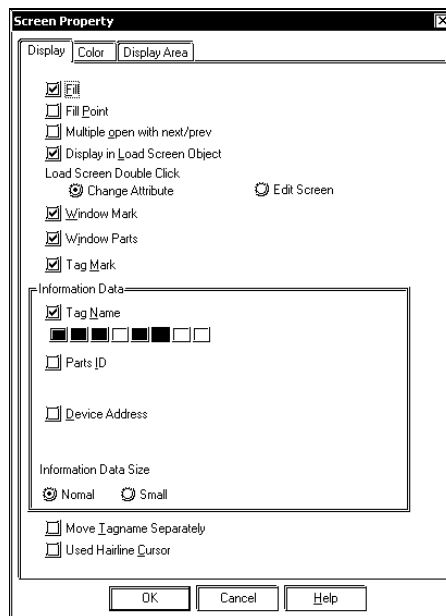 Screen Property
Display Color Display Area
Fill
Fill Point
Multiple open with next/prev
Display in Load Screen Object
Load Screen Double Click
Change Attribute Edit Screen
Window Mark
Window Parts
Tag Mark
Information Data
Tag Name
Parts ID
Device Address
Information Data Size
Nomal Small
Move Tagname Separately
Used Hairline Cursor
OK Cancel Help